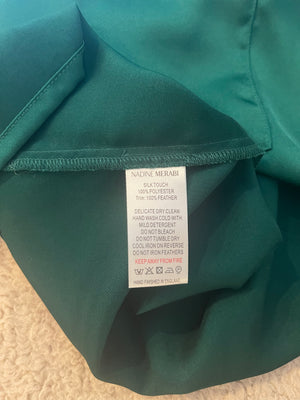 NADINE MERABI
SILK TOUCH
100% POLYESTER
Trim: 100% FEATHER
DELICATE DRY CLEAN
HAND WASH COLD WITH
MILD DETERGENT
DO NOT BLEACH
DO NOT TUMBLE DRY
COOL IRON ON REVERSE
DO NOT IRON FEATHERS
KEEP AWAY FROM FIRE
HAND FINISHED IN ENGLAND